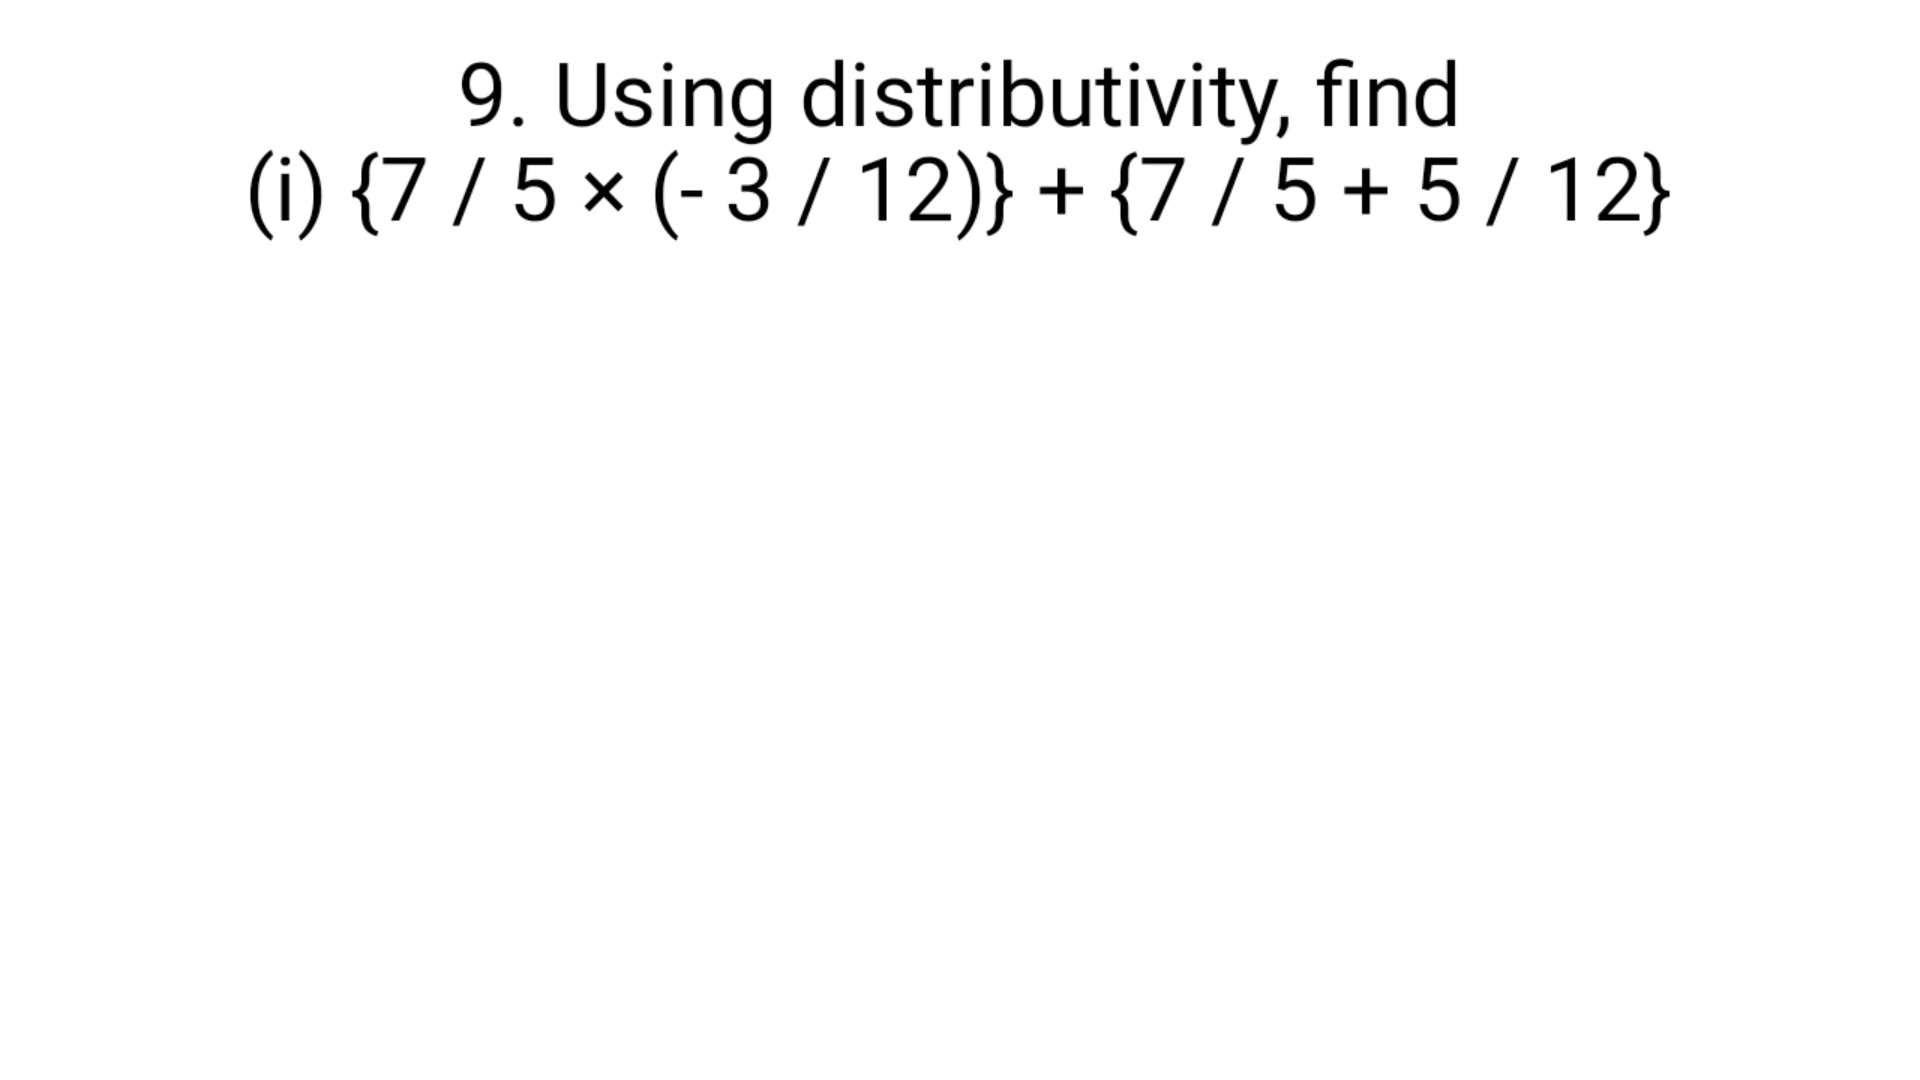 9. Using distributivity, find
(i) {7 / 5 × (- 3 / 12)} + {7 / 5 + 5 / 12}